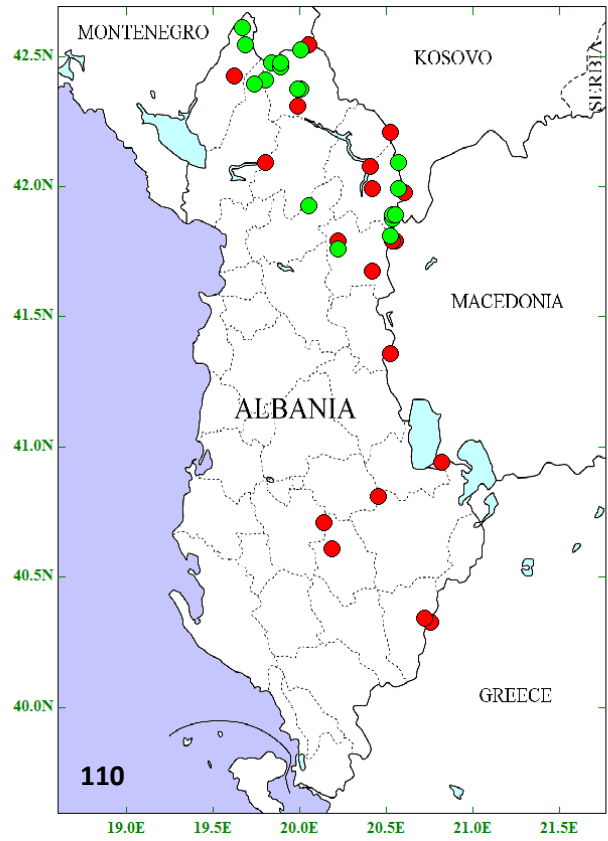 MONTENEGRO
KOSOVO
SERBIA
42.5N
42.0N
MACEDONIA
41.5N
ALBANIA
41.0N
40.5N
GREECE
40.0N
110
19.0E 19.5E 20.0E 20.5E 21.0E 21.5E